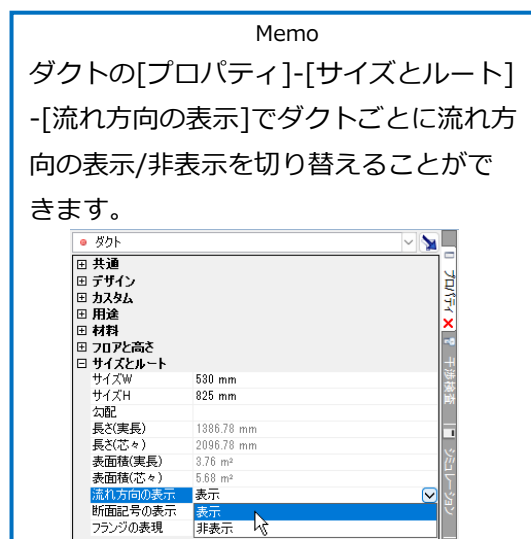 Memo
ダクトの[プロパティ]-[サイズとルート]
-[流れ方向の表示]でダクトごとに流れ方
向の表示/非表示を切り替えることがで
きます。
ダクト
共通
デザイン
カスタム
用途
材料
フロアと高さ
サイズとルート
サイズW 530 mm
サイズH 825 mm
勾配
長さ(実長) 1386.78 mm
長さ(芯々) 2096.78 mm
表面積(実長) 3.76 m²
表面積(芯々) 5.68 m²
流れ方向の表示 表示
断面記号の表示 表示
フランジの表現 非表示
プロパティ
干渉検査
シミュレーション